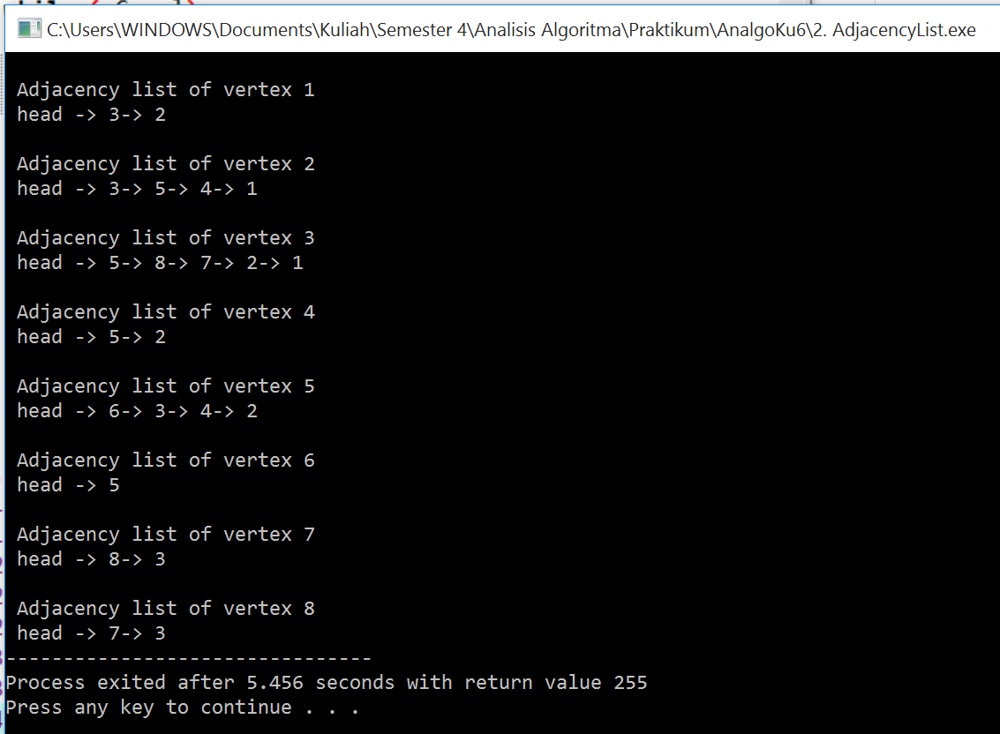 C:\Users\WINDOWS\Documents\Kuliah\Semester 4\Analisis Algoritma\Praktikum\AnalgoKu6\2. AdjacencyList.exe
Adjacency list of vertex 1
head -> 3-> 2
Adjacency list of vertex 2
head -> 3-> 5-> 4-> 1
Adjacency list of vertex 3
head -> 5-> 8-> 7-> 2-> 1
Adjacency list of vertex 4
head -> 5-> 2
Adjacency list of vertex 5
head -> 6-> 3-> 4-> 2
Adjacency list of vertex 6
head -> 5
Adjacency list of vertex 7
head -> 8-> 3
Adjacency list of vertex 8
head -> 7-> 3
--------------------------------
Process exited after 5.456 seconds with return value 255
Press any key to continue . . .